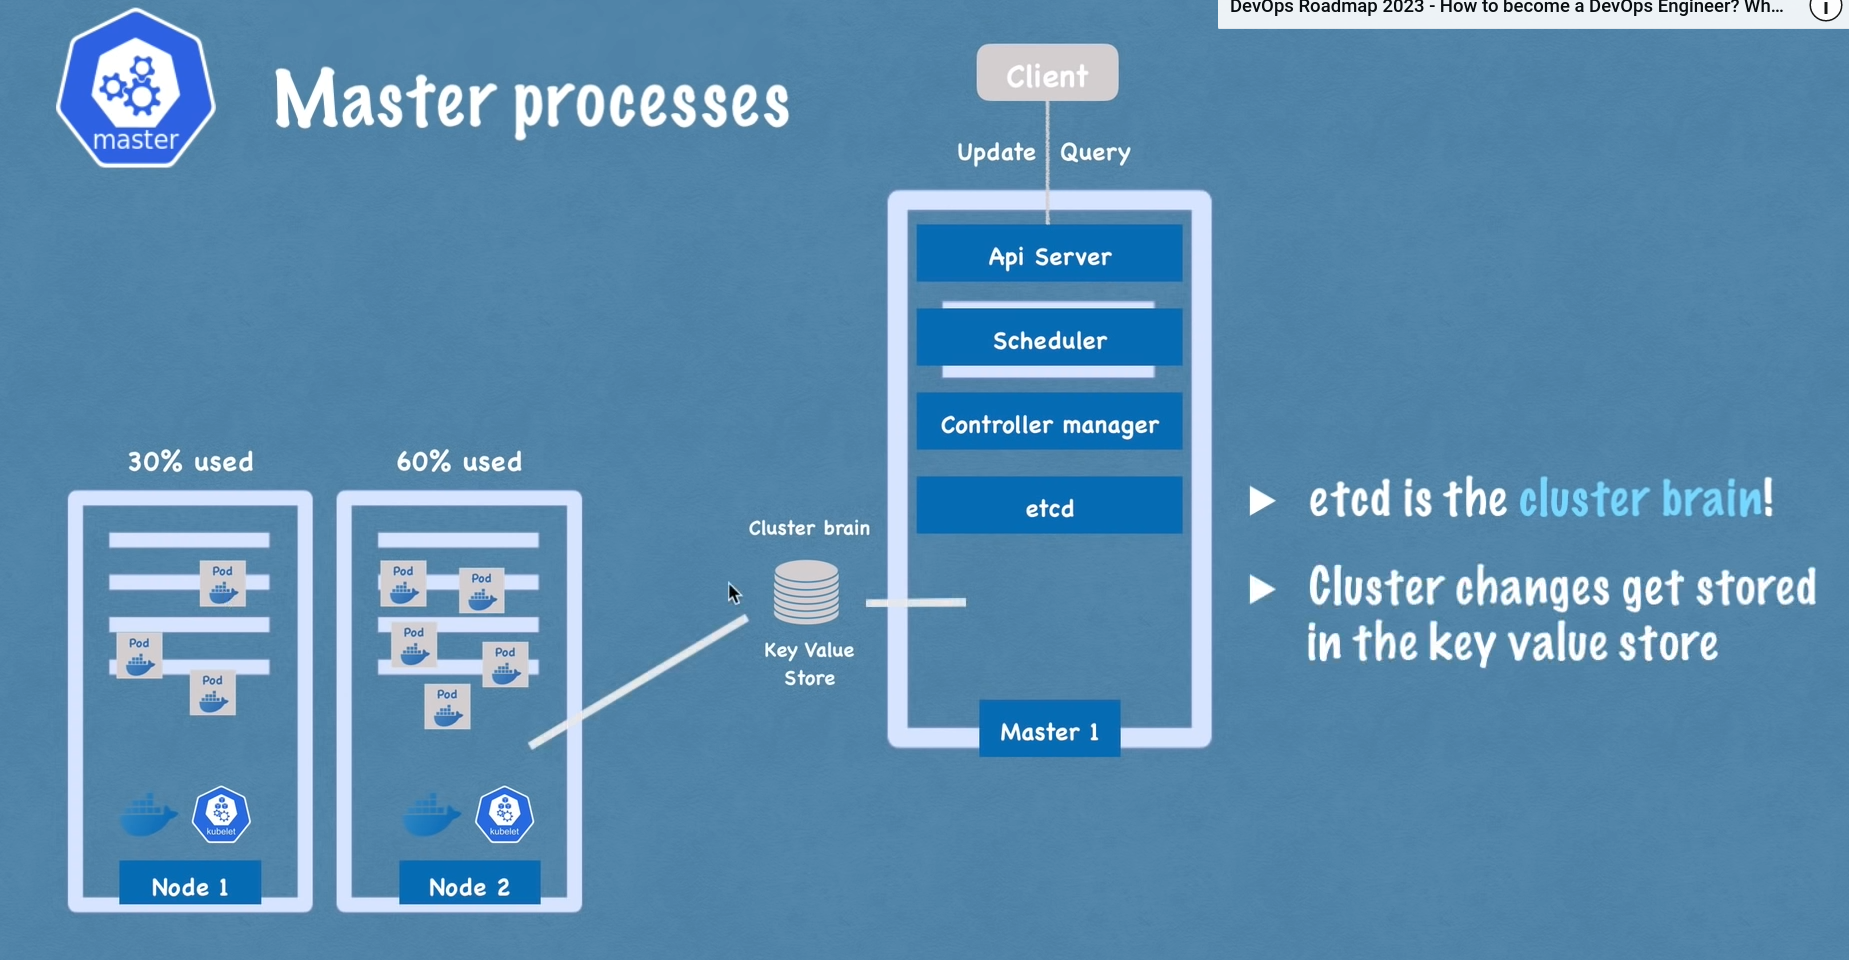 DevOps Roadmap 2023 - How to become a DevOps Engineer? Wh...
i
master
Master processes
Client
Update
Query
Api Server
Scheduler
Controller manager
etcd
Master 1
30% used
60% used
Pod
Pod
Pod
kubelet
Node 1
Pod
Pod
Pod
Pod
Pod
kubelet
Node 2
Cluster brain
Key Value
Store
etcd is the cluster brain!
Cluster changes get stored
in the key value store